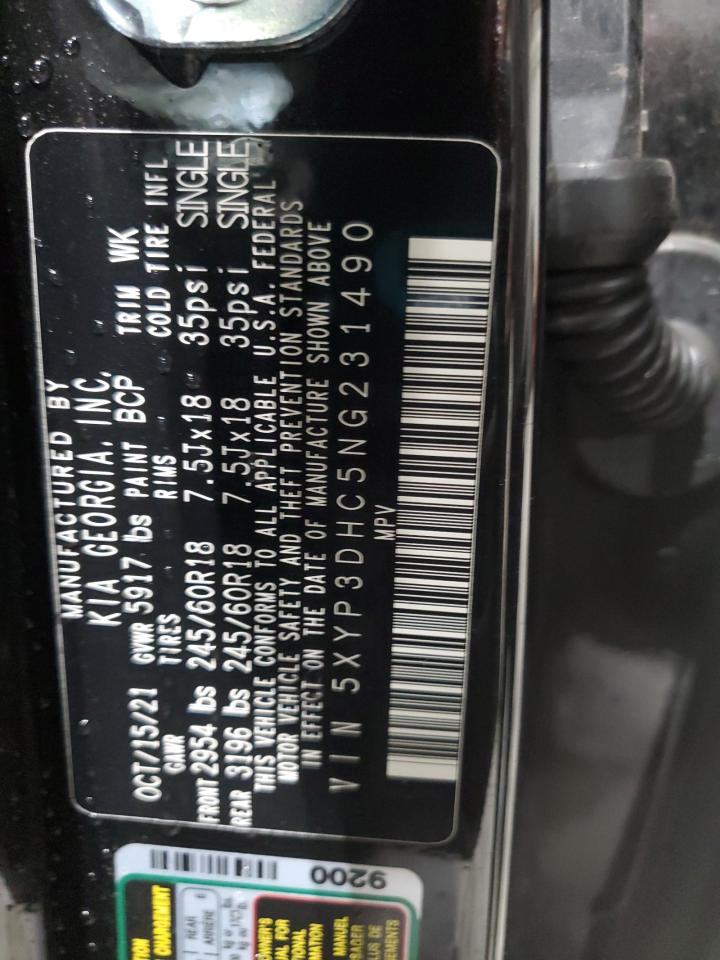 MANUFACTURED BY
KIA GEORGIA, INC.
OCT/15/21 GVWR 5917 lbs PAINT BCP TRIM WK
GAWR TIRES RIMS COLD TIRE INFL
FRONT 2954 lbs 245/60R18 7.5Jx18 35psi SINGLE
REAR 3196 lbs 245/60R18 7.5Jx18 35psi SINGLE
THIS VEHICLE CONFORMS TO ALL APPLICABLE U.S.A. FEDERAL
MOTOR VEHICLE SAFETY AND THEFT PREVENTION STANDARDS
IN EFFECT ON THE DATE OF MANUFACTURE SHOWN ABOVE
VIN 5XYP3DHC5NG231490
MPV
9200
REAR
ARRIÈRE
MANUEL